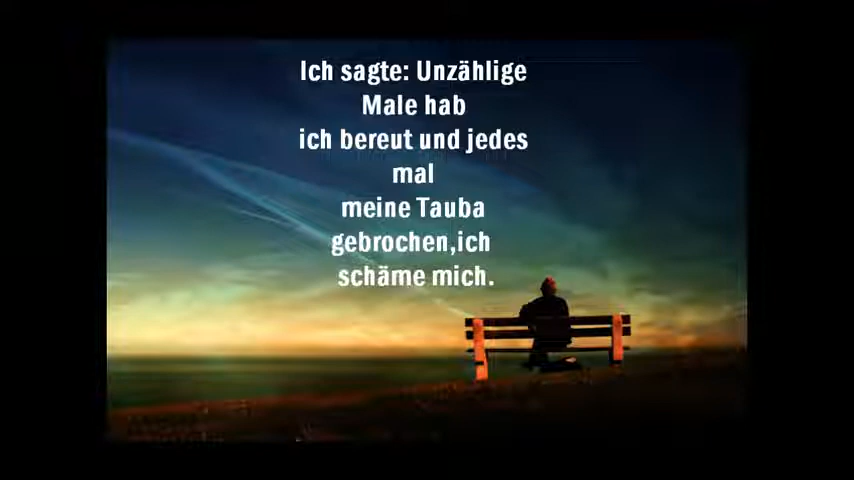 Ich sagte: Unzählige
Male hab
ich bereut und jedes
mal
meine Tauba
gebrochen,ich
schäme mich.